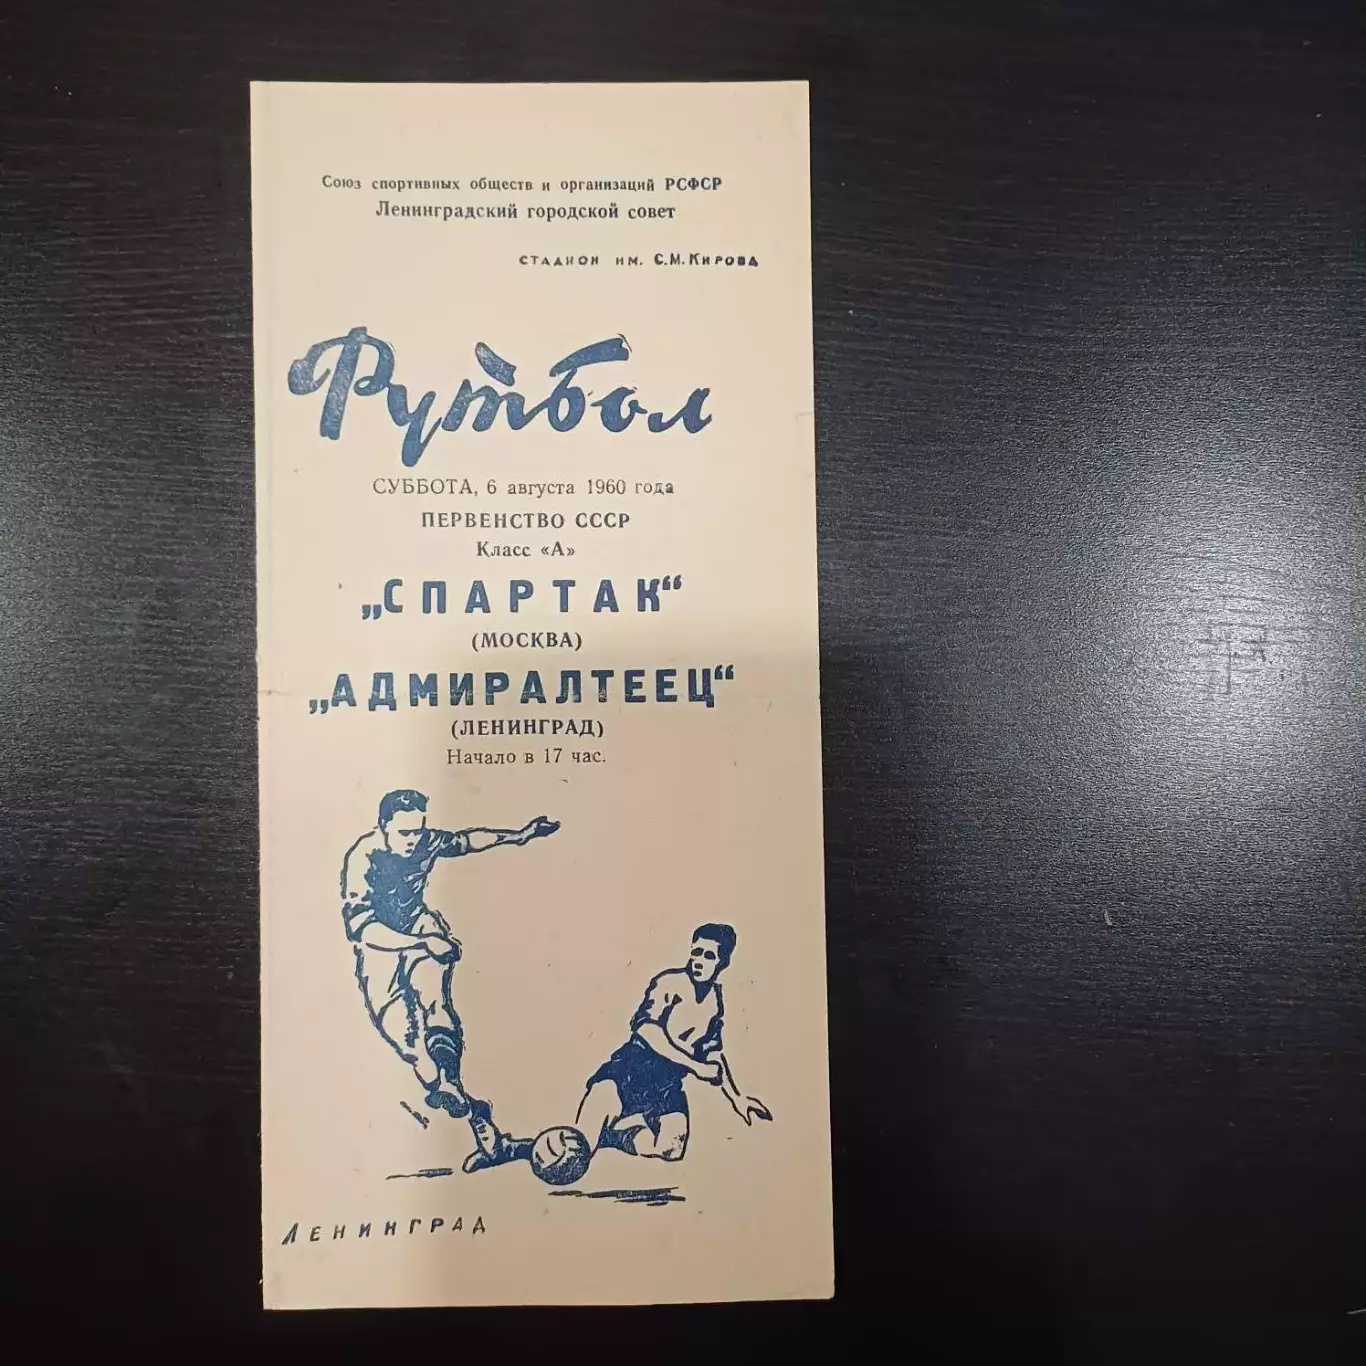 Союз спортивных обществ и организаций РСФСР
Ленинградский городской совет
СТАДИОН ИМ. С.М.КИРОВА
Футбол
СУББОТА, 6 августа 1960 года
ПЕРВЕНСТВО СССР
Класс «А»
„СПАРТАК“
(МОСКВА)
„АДМИРАЛТЕЕЦ“
(ЛЕНИНГРАД)
Начало в 17 час.
ЛЕНИНГРАД